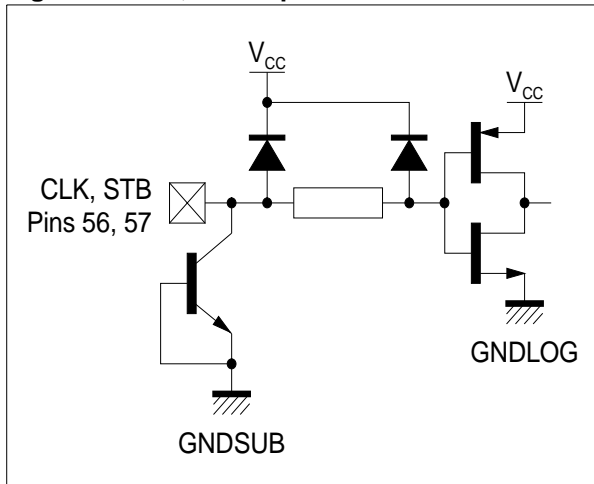 V_CC
V_CC
CLK, STB
Pins 56, 57
GNDLOG
GNDSUB